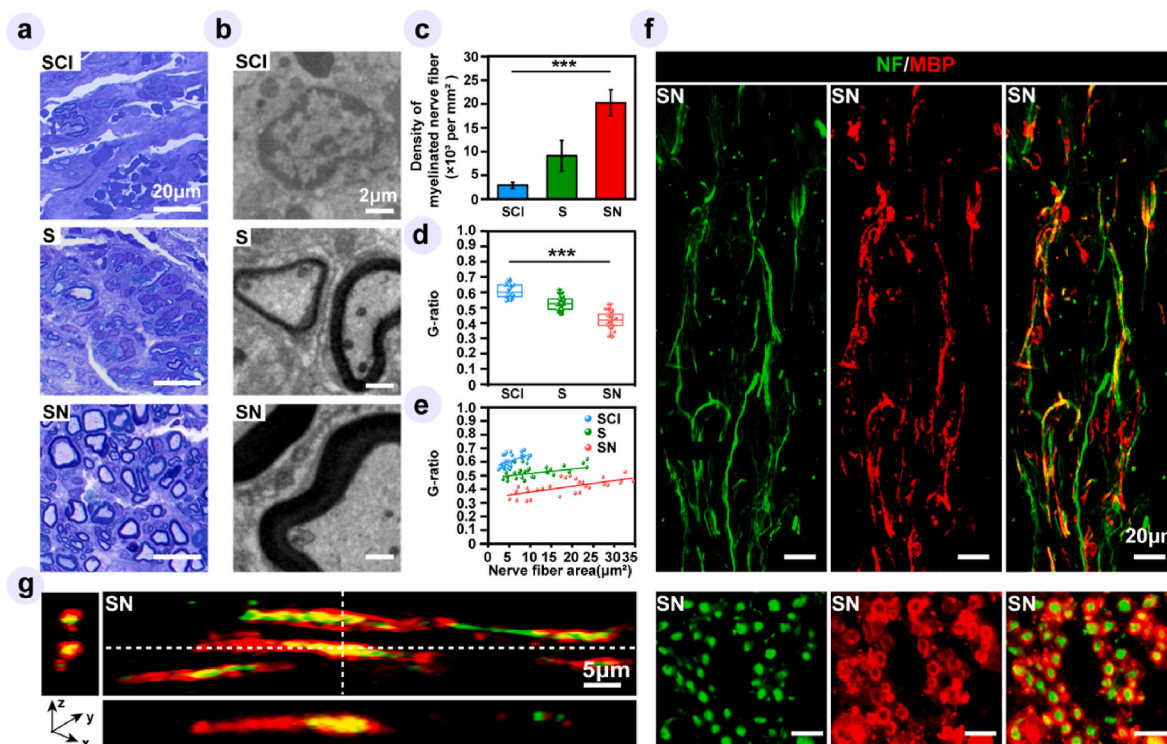 a
SCI
20μm
S
SN
b
SCI
2μm
S
SN
c
Density of
myelinated nerve fiber
(×10³ per mm²)
30
25
20
15
10
5
0
***
SCI S SN
d
G-ratio
1.0
0.9
0.8
0.7
0.6
0.5
0.4
0.3
0.2
0.1
0
***
SCI S SN
e
G-ratio
1.0
0.9
0.8
0.7
0.6
0.5
0.4
0.3
0.2
0.1
0
SCI
S
SN
0 5 10 15 20 25 30 35
Nerve fiber area(μm²)
f
NF/MBP
SN SN SN
20μm
SN SN SN
g
SN
5μm
z
y
x